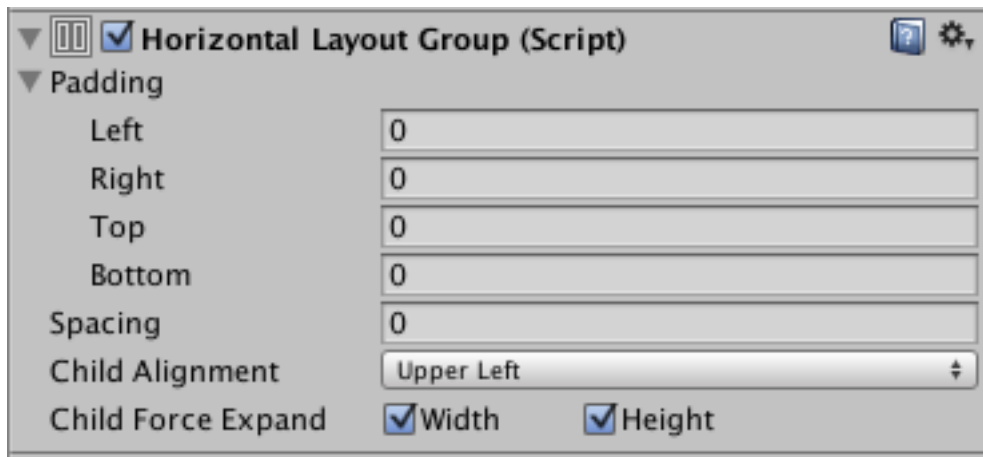 Horizontal Layout Group (Script)
Padding
Left 0
Right 0
Top 0
Bottom 0
Spacing 0
Child Alignment Upper Left
Child Force Expand Width Height